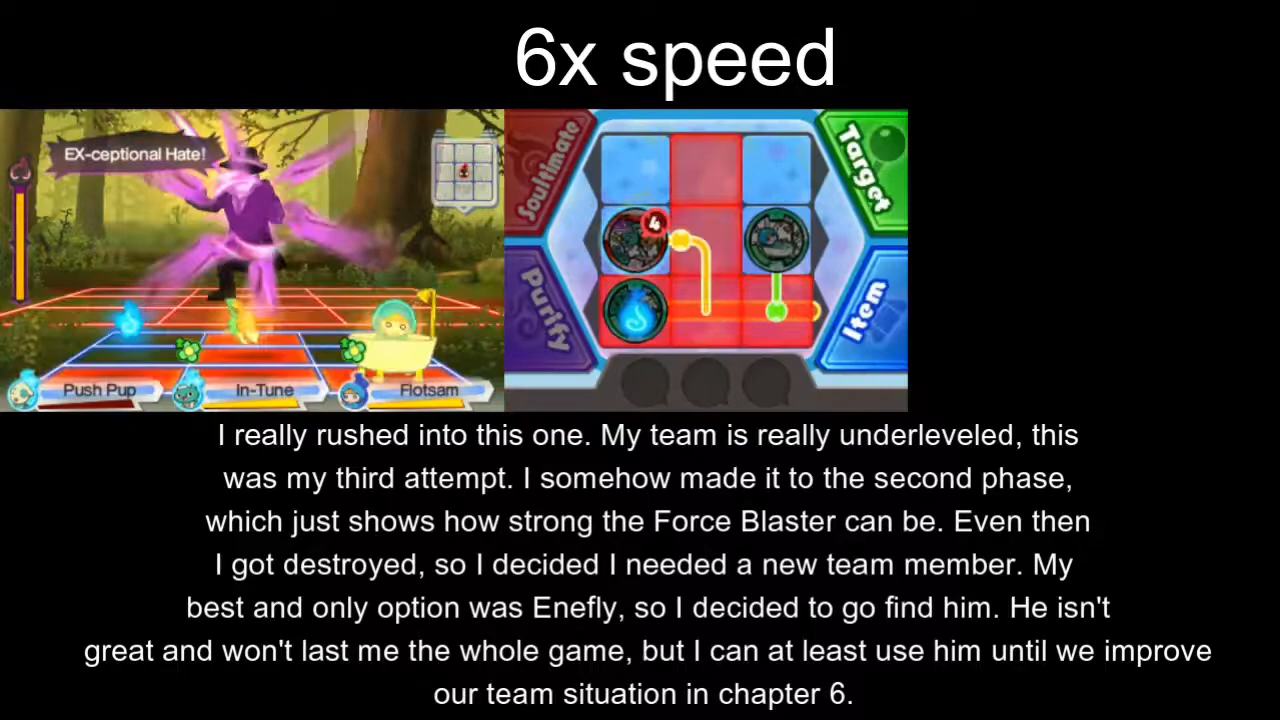 6x speed
EX-ceptional Hate!
Push Pup
In-Tune
Flotsam
Soultimate
Target
4
Purify
Item
I really rushed into this one. My team is really underleveled, this
was my third attempt. I somehow made it to the second phase,
which just shows how strong the Force Blaster can be. Even then
I got destroyed, so I decided I needed a new team member. My
best and only option was Enefly, so I decided to go find him. He isn't
great and won't last me the whole game, but I can at least use him until we improve
our team situation in chapter 6.